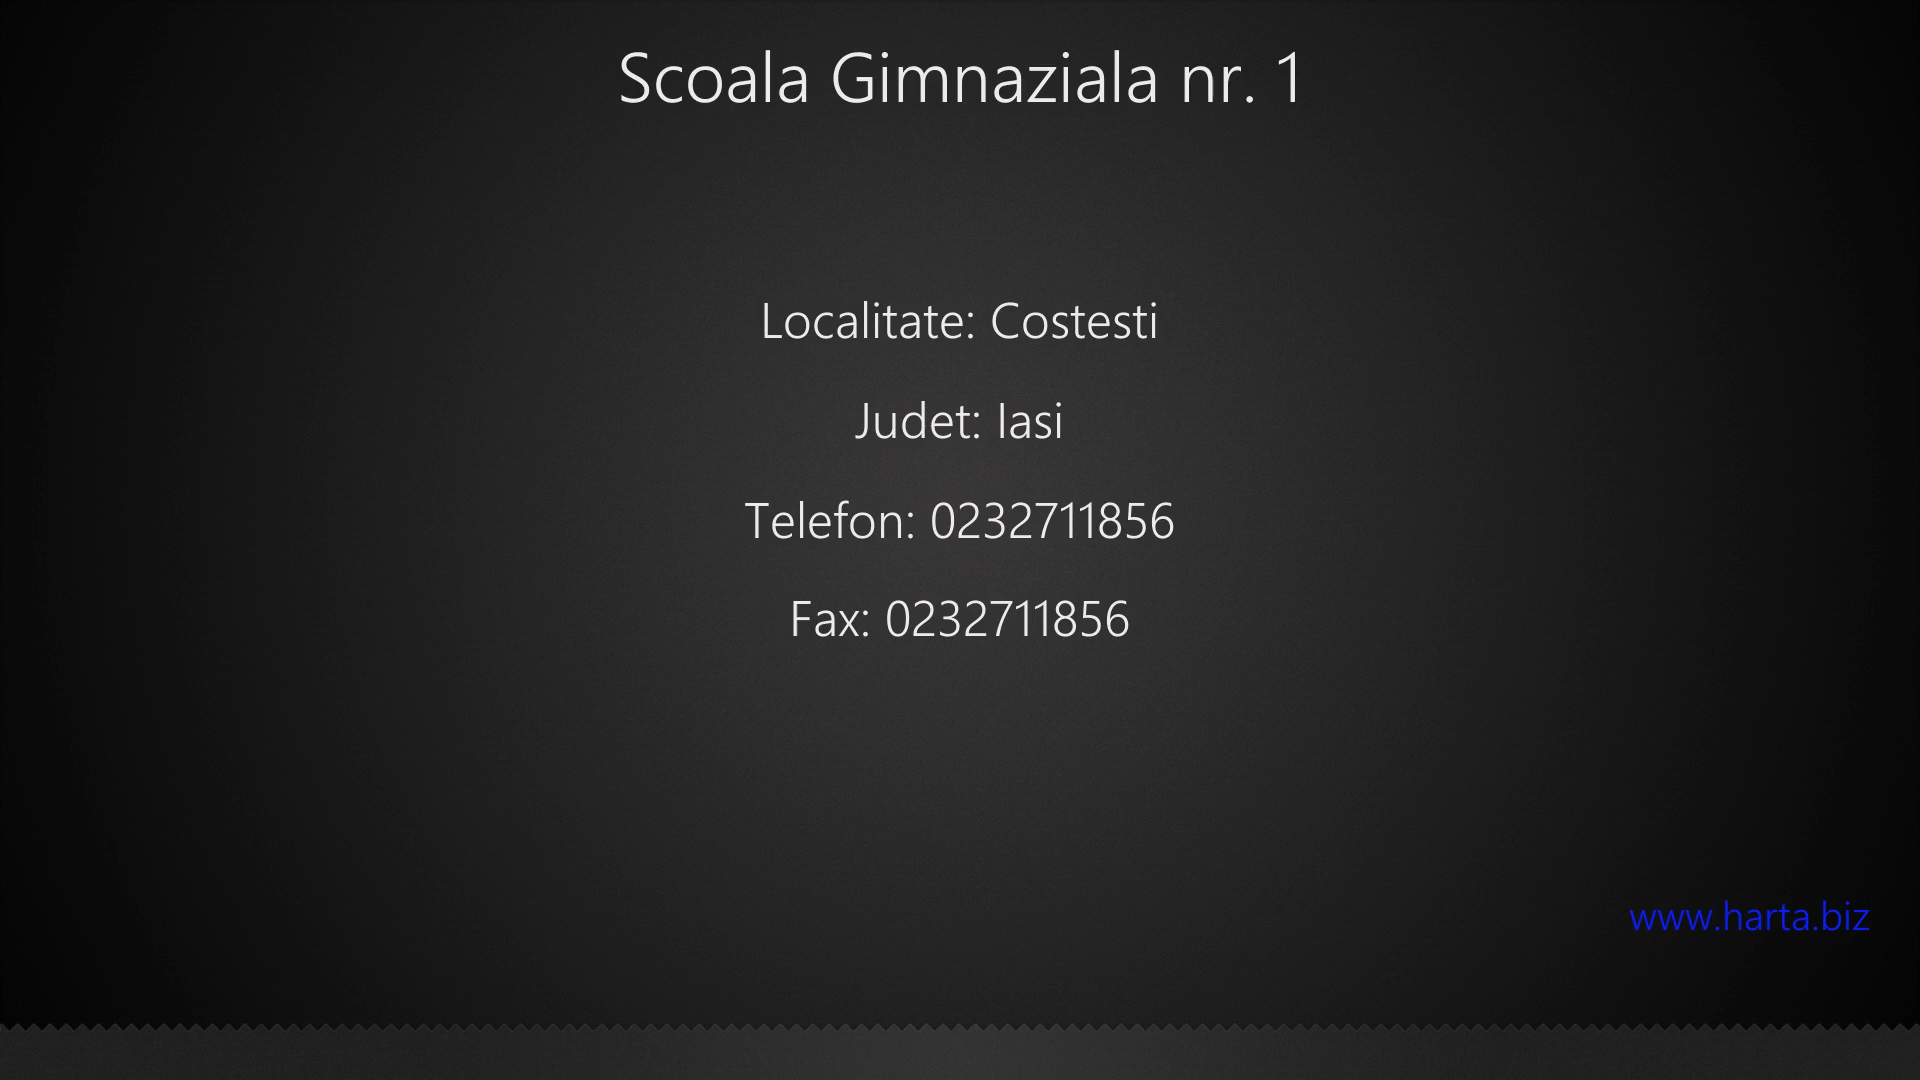 Scoala Gimnaziala nr. 1
Localitate: Costesti
Judet: Iasi
Telefon: 0232711856
Fax: 0232711856
www.harta.biz